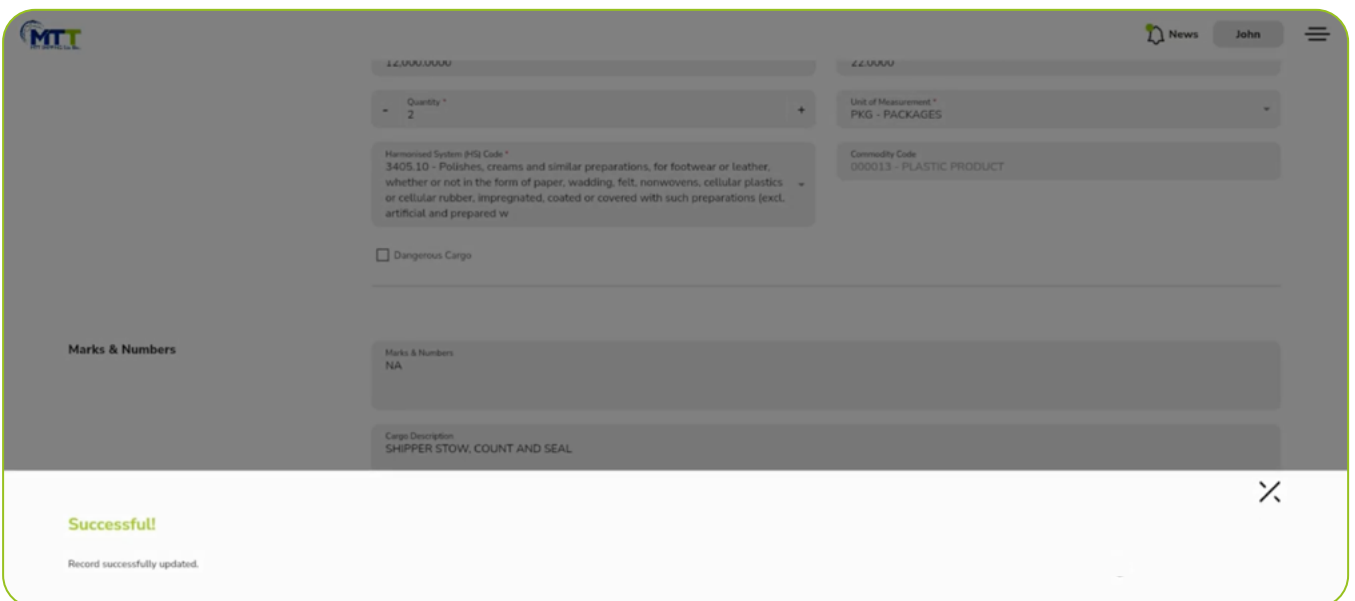 MTT
News
John
12,000.0000
22.0000
Quantity *
- 2 +
Unit of Measurement *
PKG - PACKAGES
Harmonised System (HS) Code *
3405.10 - Polishes, creams and similar preparations, for footwear or leather,
whether or not in the form of paper, wadding, felt, nonwovens, cellular plastics
or cellular rubber, impregnated, coated or covered with such preparations (excl.
artificial and prepared w
Commodity Code
000013 - PLASTIC PRODUCT
Dangerous Cargo
Marks & Numbers
Marks & Numbers
NA
Cargo Description
SHIPPER STOW, COUNT AND SEAL
Successful!
Record successfully updated.